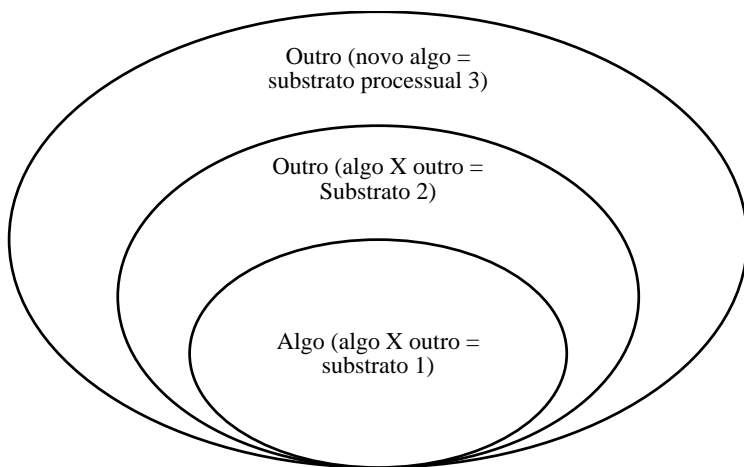 Outro (novo algo =
substrato processual 3)
Outro (algo X outro =
Substrato 2)
Algo (algo X outro =
substrato 1)